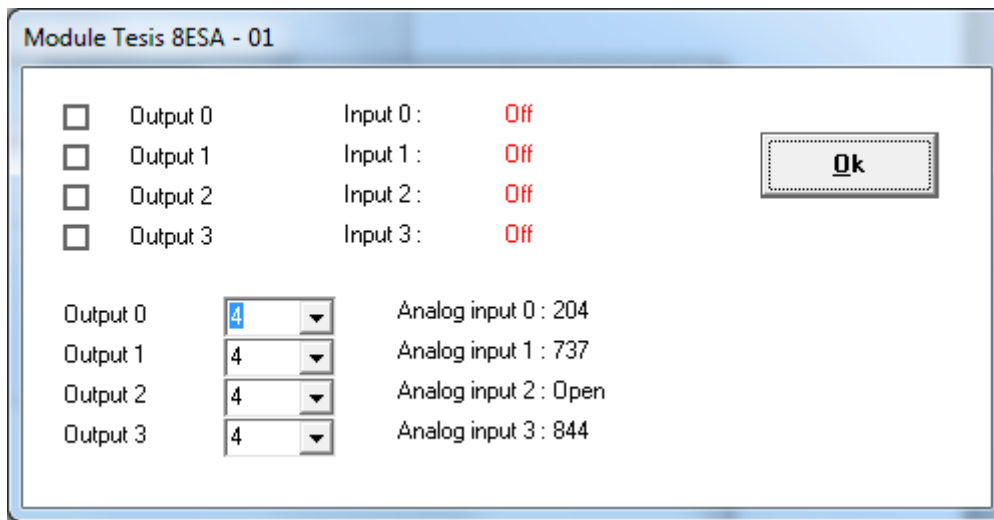 Module Tesis 8ESA - 01
Output 0 Input 0 : Off
Output 1 Input 1 : Off
Output 2 Input 2 : Off
Output 3 Input 3 : Off
Ok
Output 0 4 Analog input 0 : 204
Output 1 4 Analog input 1 : 737
Output 2 4 Analog input 2 : Open
Output 3 4 Analog input 3 : 844